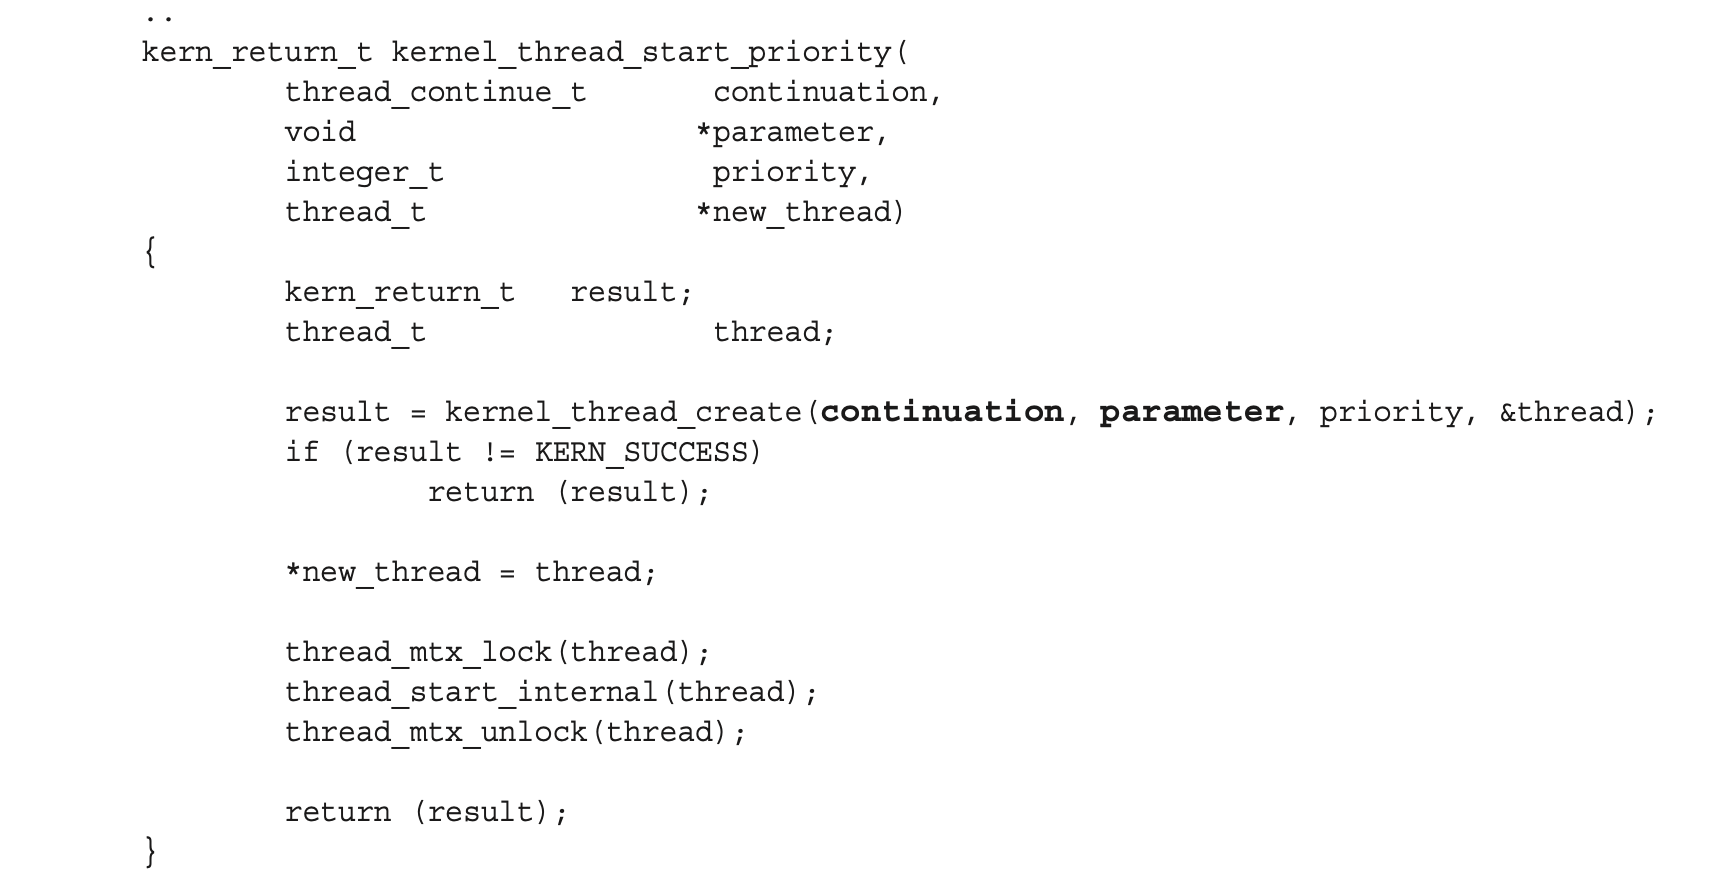 ..
kern_return_t kernel_thread_start_priority(
        thread_continue_t       continuation,
        void                   *parameter,
        integer_t               priority,
        thread_t               *new_thread)
{
        kern_return_t   result;
        thread_t                thread;

        result = kernel_thread_create(continuation, parameter, priority, &thread);
        if (result != KERN_SUCCESS)
                return (result);

        *new_thread = thread;

        thread_mtx_lock(thread);
        thread_start_internal(thread);
        thread_mtx_unlock(thread);

        return (result);
}